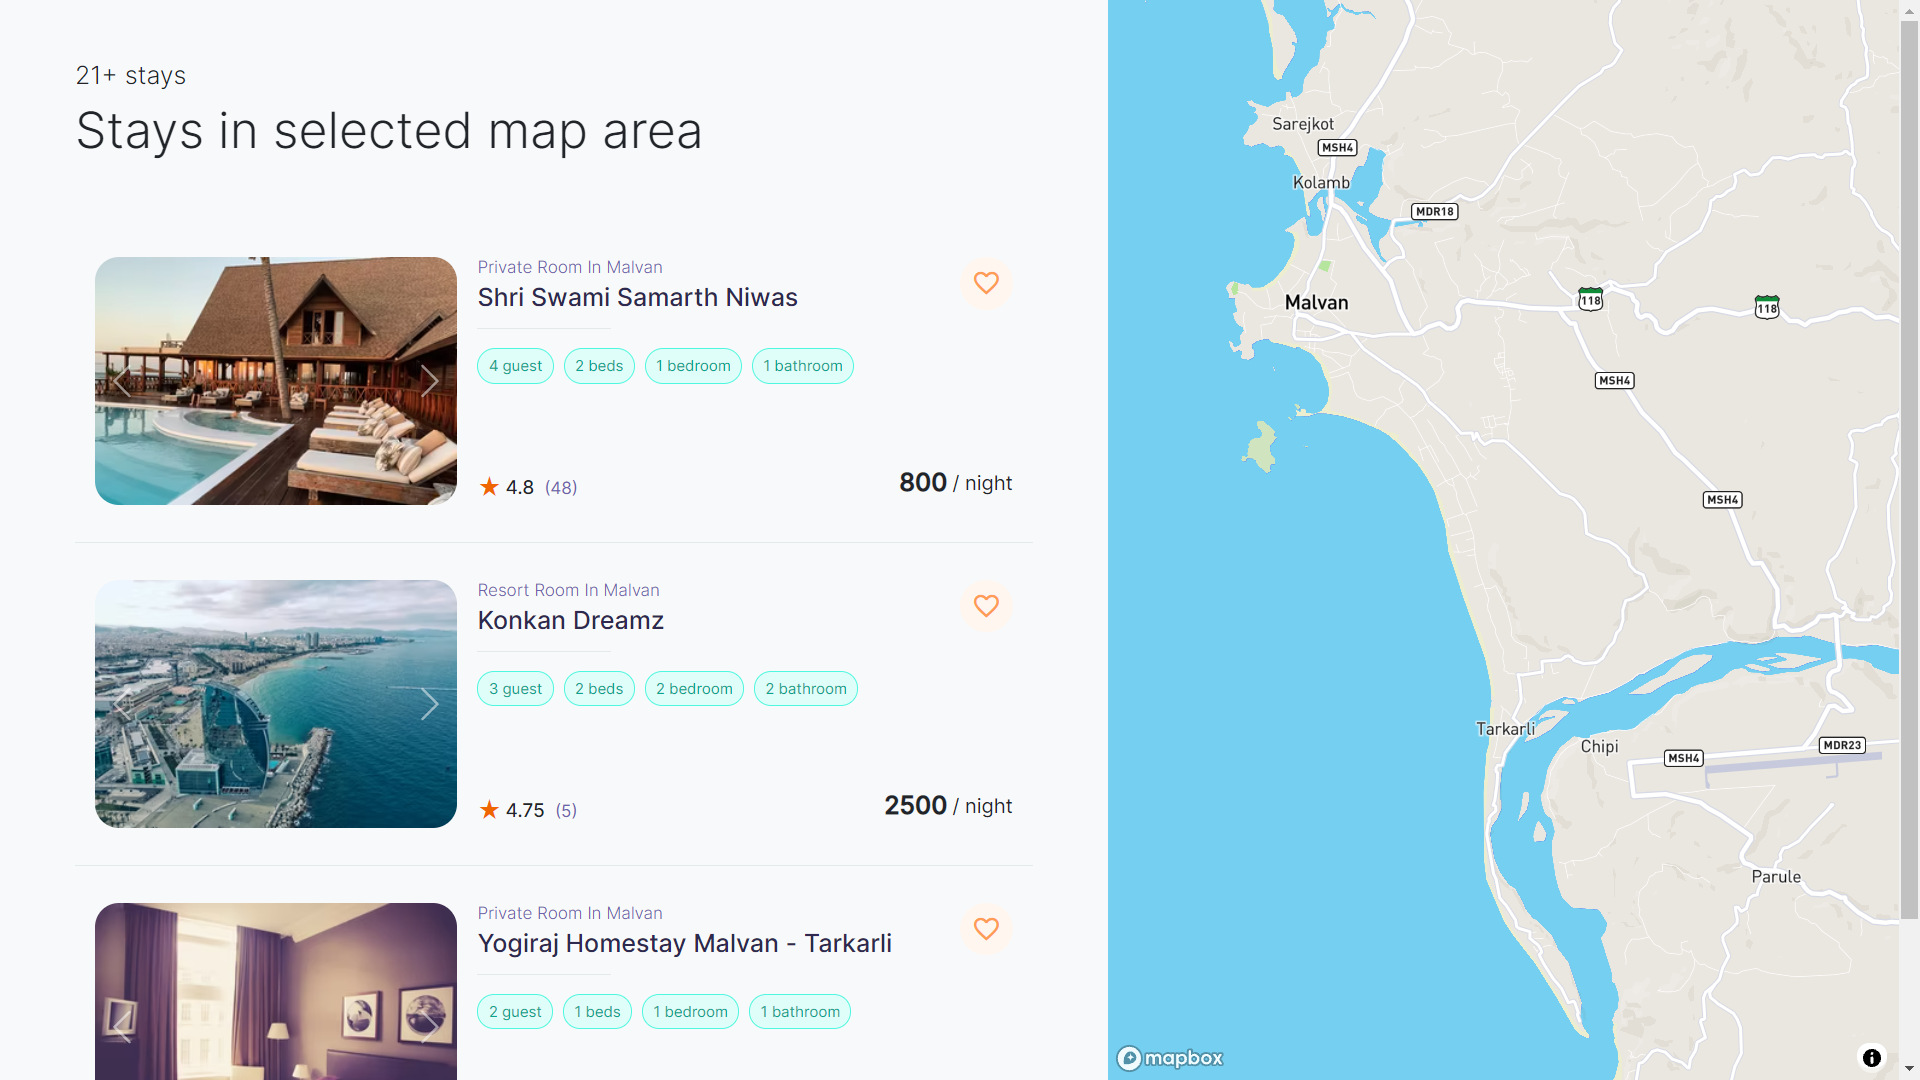 21+ stays
Stays in selected map area
Private Room In Malvan
Shri Swami Samarth Niwas
4 guest
2 beds
1 bedroom
1 bathroom
4.8 (48)
800 / night
Resort Room In Malvan
Konkan Dreamz
3 guest
2 beds
2 bedroom
2 bathroom
4.75 (5)
2500 / night
Private Room In Malvan
Yogiraj Homestay Malvan - Tarkarli
2 guest
1 beds
1 bedroom
1 bathroom
Sarejkot
MSH4
Kolamb
MDR18
Malvan
118
118
MSH4
MSH4
Tarkarli
Chipi
MSH4
MDR23
Parule
mapbox